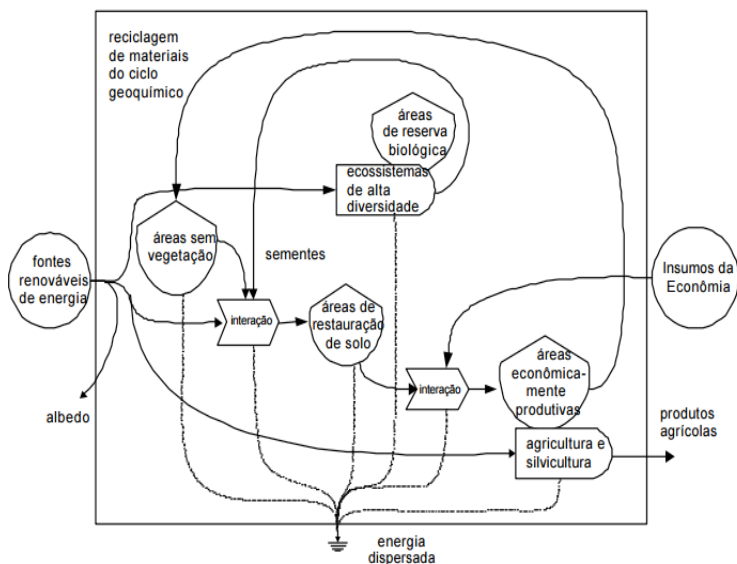 reciclagem
de materiais
do ciclo
geoquímico
áreas
de reserva
biológica
ecossistemas
de alta
diversidade
áreas sem
vegetação
sementes
fontes
renováveis
de energia
Insumos da
Econômia
interação
áreas de
restauração
de solo
interação
áreas
econômica-
mente
produtivas
albedo
agricultura e
silvicultura
produtos
agrícolas
energia
dispersada